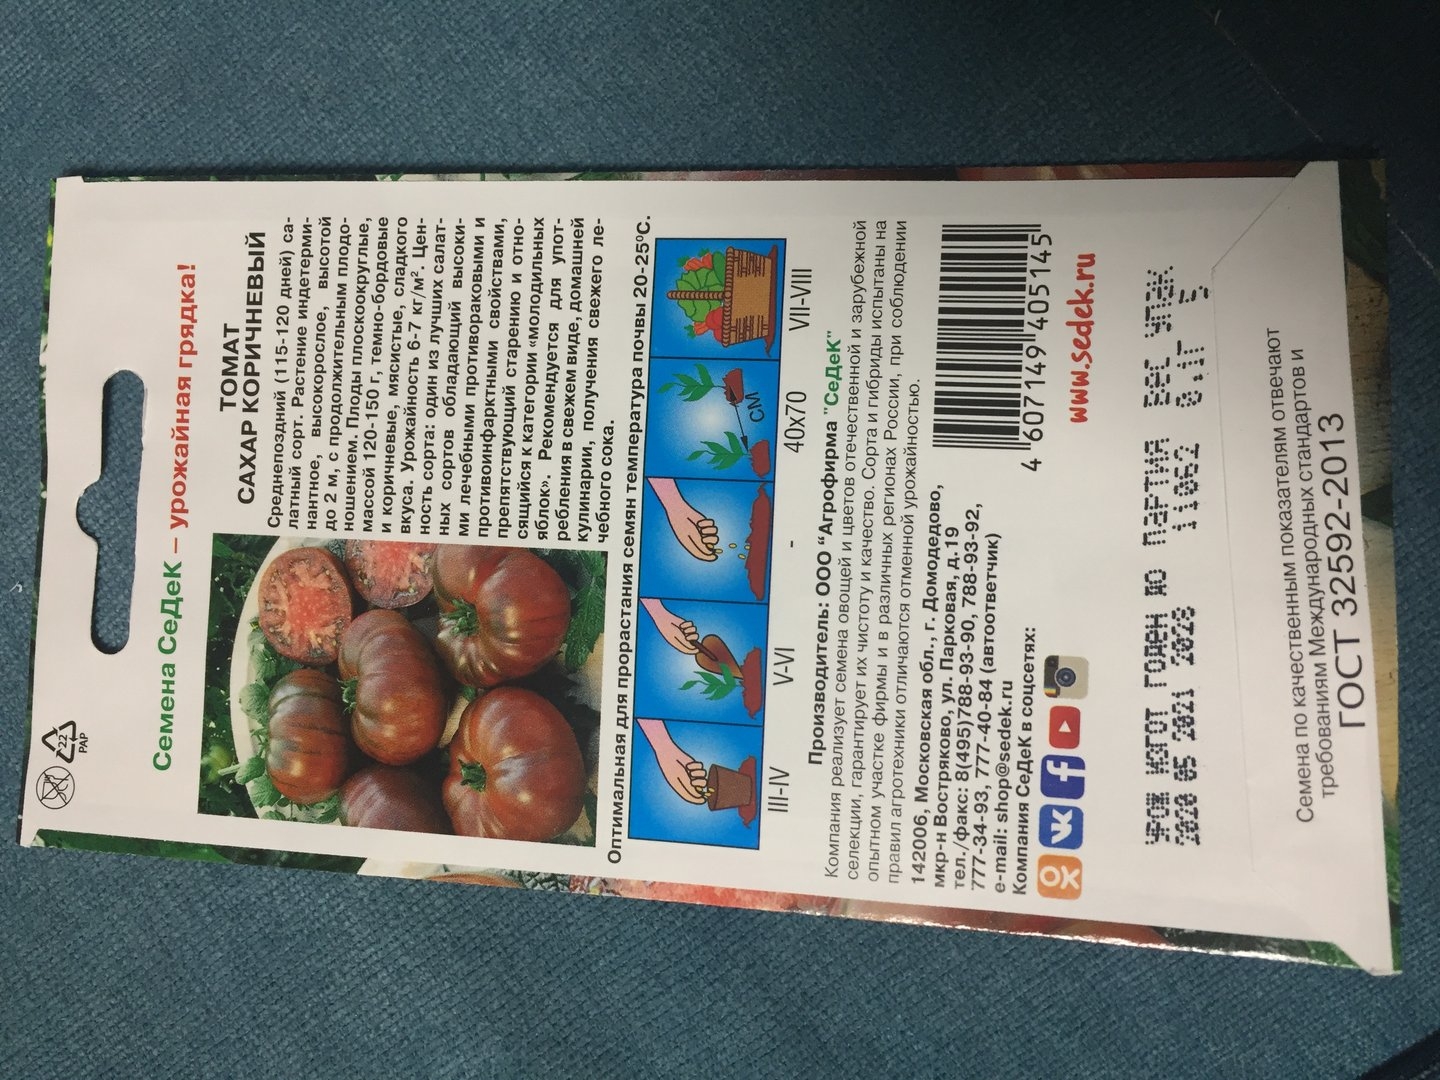 22
PAP
Семена СеДеК – урожайная грядка!
ТОМАТ
САХАР КОРИЧНЕВЫЙ
Среднепоздний (115-120 дней) са-
латный сорт. Растение индетерми-
нантное, высокорослое, высотой
до 2 м, с продолжительным плодо-
ношением. Плоды плоскоокруглые,
массой 120-150 г, темно-бордовые
и коричневые, мясистые, сладкого
вкуса. Урожайность 6-7 кг/м². Цен-
ность сорта: один из лучших салат-
ных сортов обладающий высоки-
ми лечебными противораковыми и
противоинфарктными свойствами,
препятствующий старению и отно-
сящийся к категории «молодильных
яблок». Рекомендуется для упот-
ребления в свежем виде, домашней
кулинарии, получения свежего ле-
чебного сока.
Оптимальная для прорастания семян температура почвы 20-25⁰С.
СМ
III-IV V-VI - 40x70 VII-VIII
Производитель: ООО "Агрофирма "СеДеК"
Компания реализует семена овощей и цветов отечественной и зарубежной
селекции, гарантирует их чистоту и качество. Сорта и гибриды испытаны на
опытном участке фирмы и в различных регионах России, при соблюдении
правил агротехники отличаются отменной урожайностью.
142006, Московская обл., г. Домодедово,
мкр-н Востряково, ул. Парковая, д.19
тел./факс: 8(495)788-93-90, 788-93-92,
777-34-93, 777-40-84 (автоответчик)
e-mail: shop@sedek.ru
Компания СеДеК в соцсетях:
4 607149 405145
www.sedek.ru
УРОЖ ИЗГОТ ГОДЕН ДО ПАРТИЯ ВЕС УПАК.
2020 05 2021 2023 11062 0.1г 5
Семена по качественным показателям отвечают
требованиям Международных стандартов и
ГОСТ 32592-2013